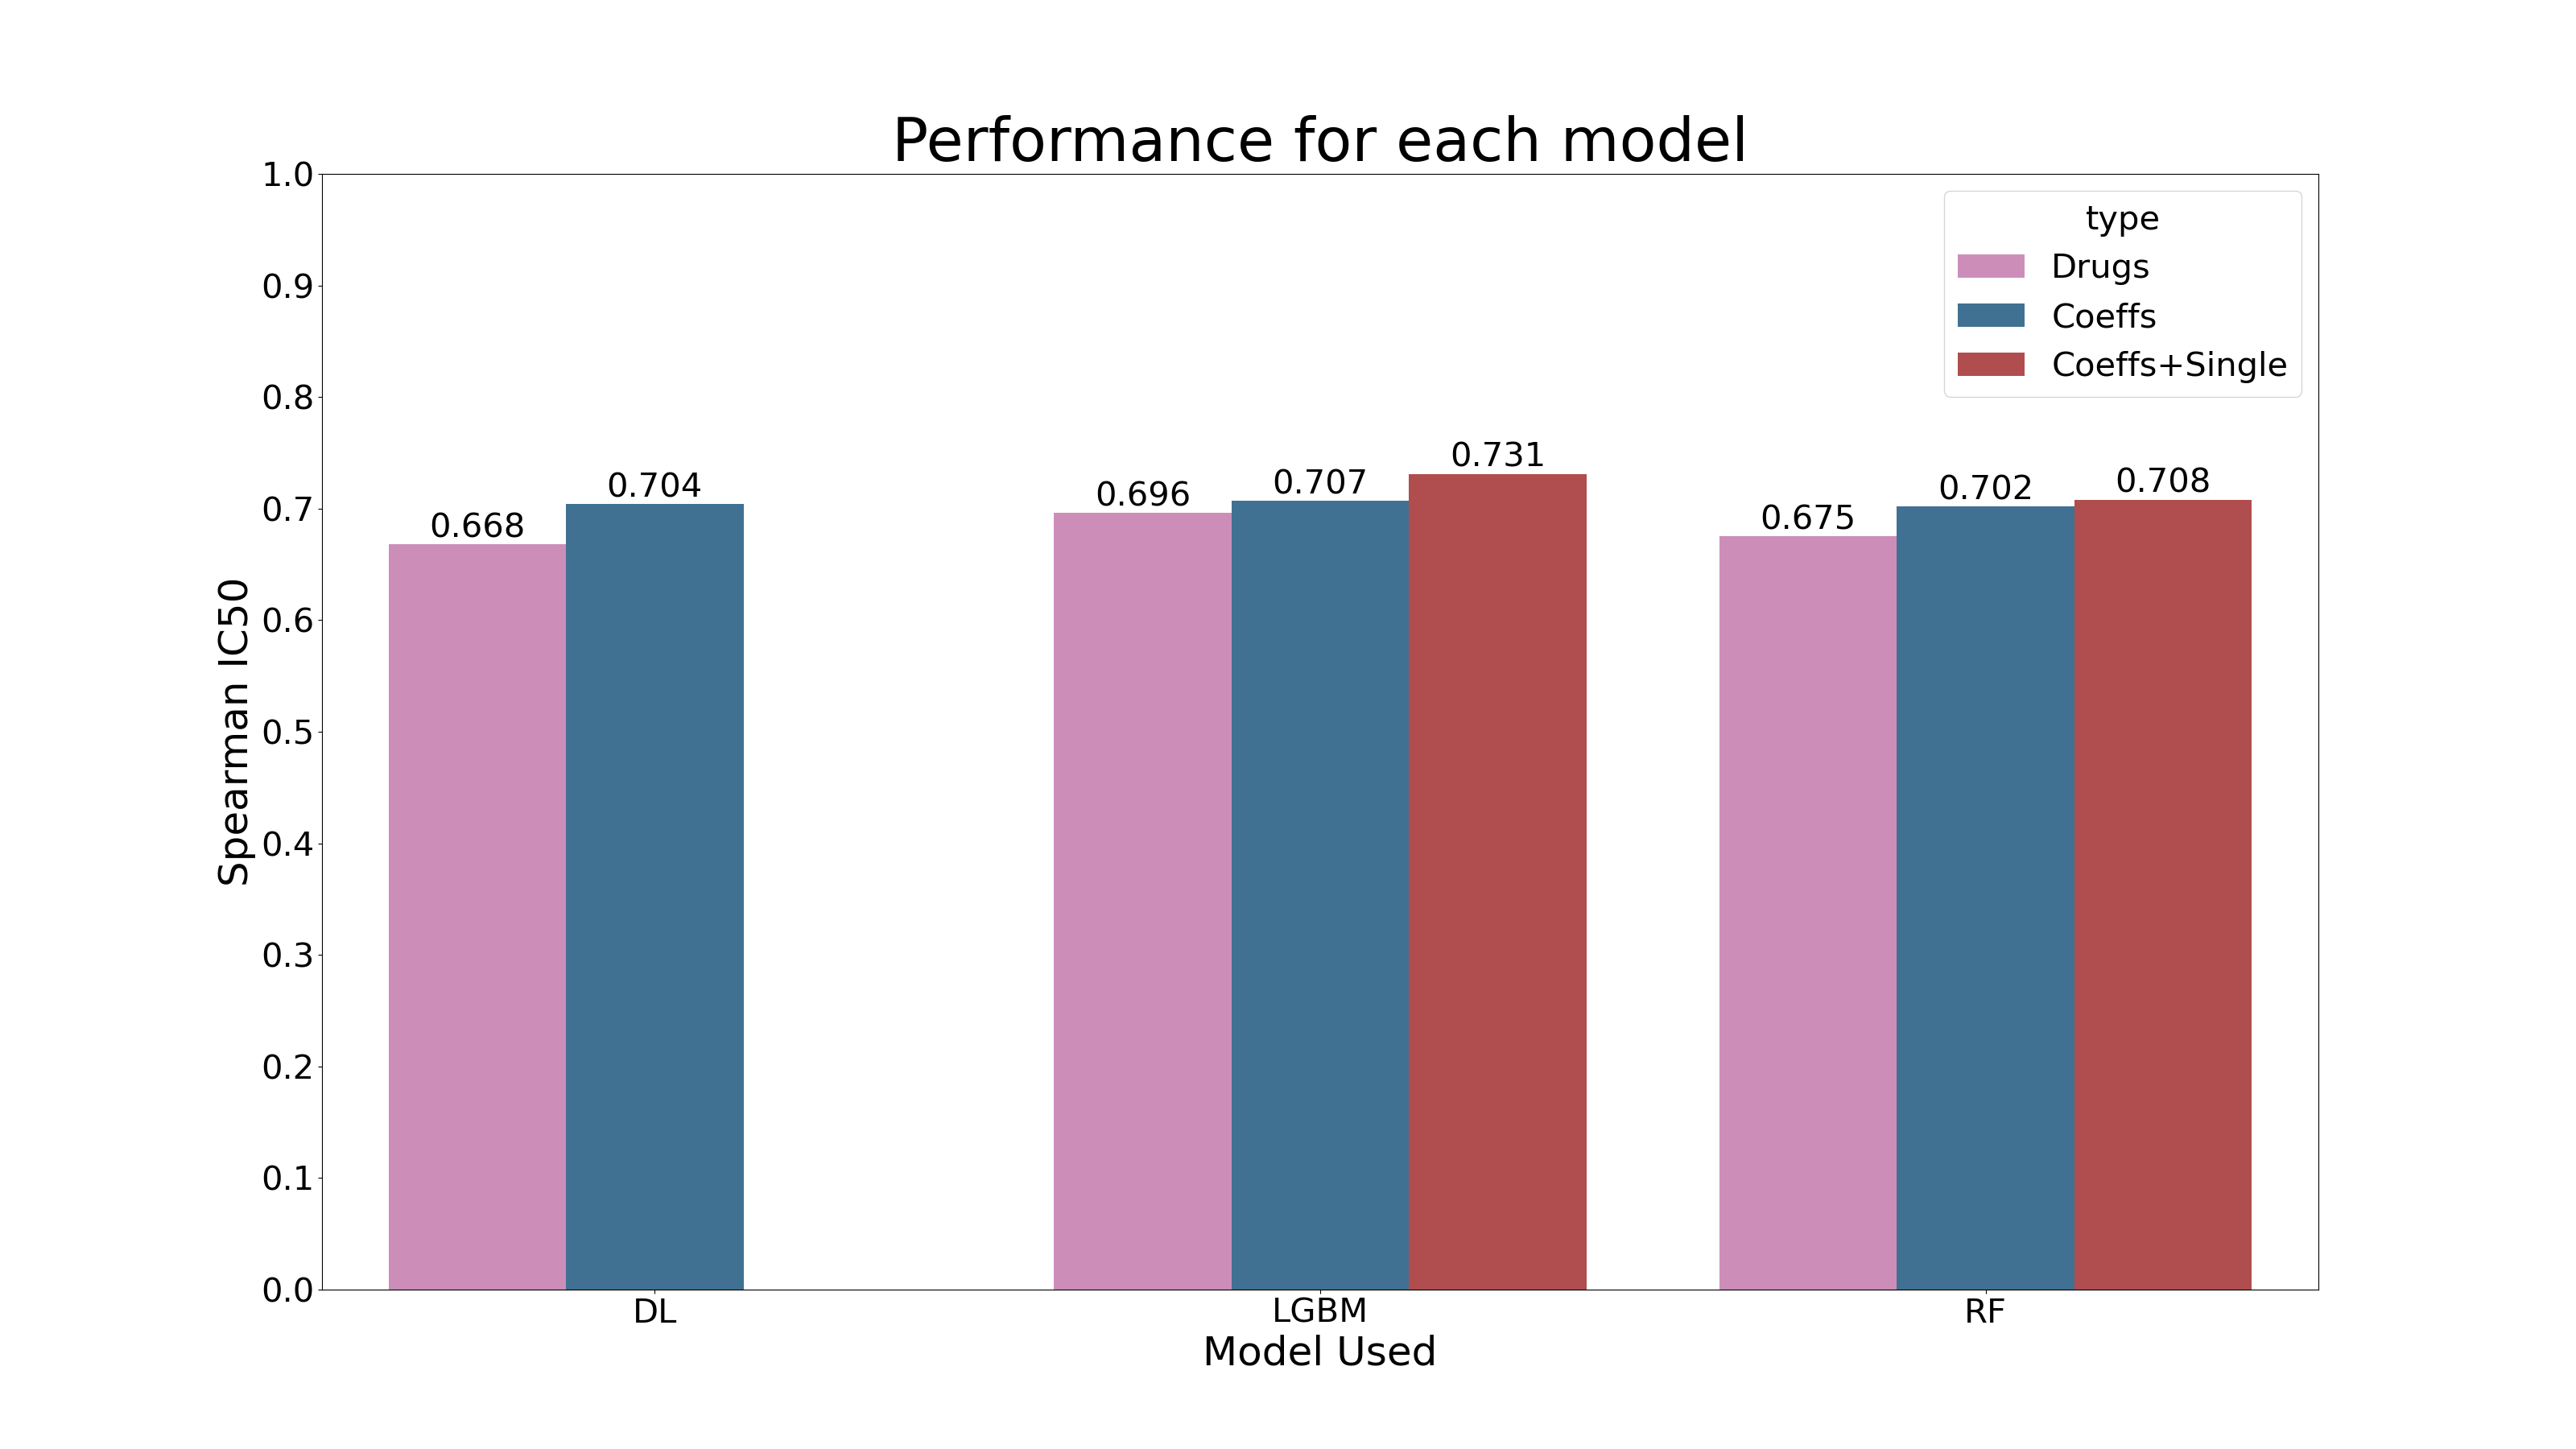 Performance for each model
1.0
0.9
0.8
0.7
0.6
0.5
0.4
0.3
0.2
0.1
0.0
Spearman IC50
type
Drugs
Coeffs
Coeffs+Single
0.668
0.704
0.696
0.707
0.731
0.675
0.702
0.708
DL
LGBM
RF
Model Used